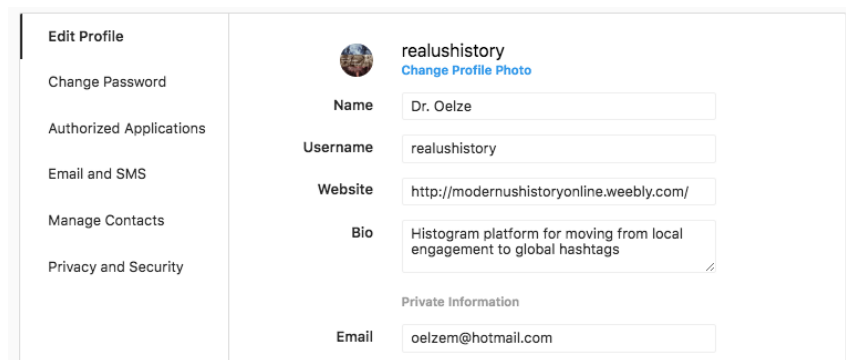 Edit Profile
Change Password
Authorized Applications
Email and SMS
Manage Contacts
Privacy and Security
realushistory
Change Profile Photo
Name Dr. Oelze
Username realushistory
Website http://modernushistoryonline.weebly.com/
Bio Histogram platform for moving from local
engagement to global hashtags
Private Information
Email oelzem@hotmail.com